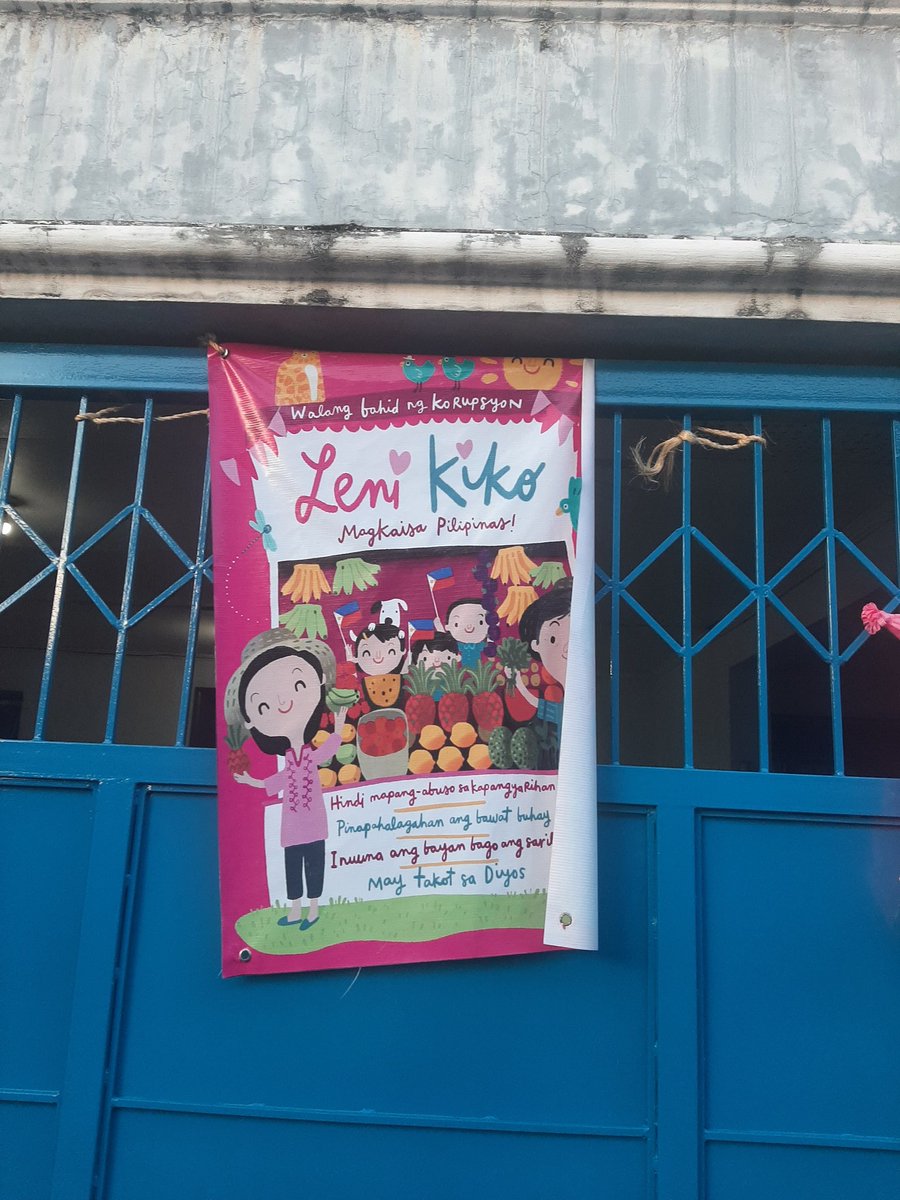 Walang bahid ng korupsyon
Leni Kiko
Magkaisa Pilipinas!
Hindi mapang-abuso sa kapangyarihan
Pinapahalagahan ang bawat buhay
Inuuna ang bayan bago ang saril
May takot sa Diyos